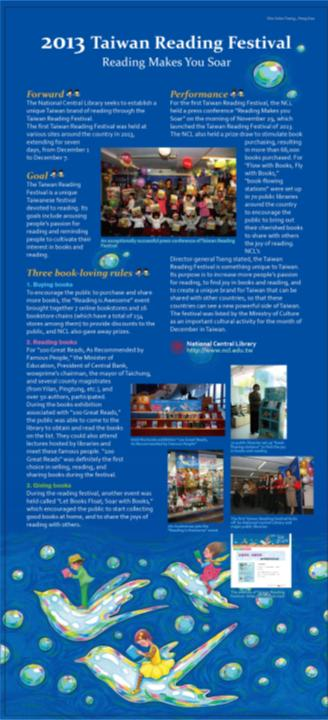 2013 Taiwan Reading Festival
Reading Makes You Soar
Forward
The National Central Library seeks to establish a
unique Taiwan brand of reading through the
Taiwan Reading Festival.
The first Taiwan Reading Festival was held at
various sites around the country in 2013,
extending for seven
days, from December 1
to December 7.
Goal
The Taiwan Reading
Festival is a unique
Taiwanese festival
devoted to reading. Its
goals include arousing
people's passion for
reading and reminding
people to cultivate their
interest in books and
reading.
Three book-loving rules
1. Buying books
To encourage the public to purchase and share
more books, the "Reading is Awesome" event
brought together 7 online bookstores and 16
bookstore chains (which have a total of
stores among them) to provide discounts to the
public, and NCL also gave away prizes.
2. Reading books
For "100 Great Reads, As Recommended by
Famous People," the Minister of
Education, President of Central Bank,
wowprime's chairman, the mayor of Taichung,
and several county magistrates
(from Yilan, Pingtung, etc.), and
over 90 authors, participated.
During the books exhibition
associated with "100 Great Reads,"
the public was able to come to the
library to obtain and read the books
on the list. They could also attend
lectures hosted by libraries and
meet these famous people. "100
Great Reads" was definitely the first
choice in selling, reading, and
sharing books during the festival.
3. Giving books
During the reading festival, another event was
held called "Let Books Float, Soar with Books,"
which encouraged the public to start collecting
good books at home, and to share the joys of
reading with others.
Performance
For the first Taiwan Reading Festival, the NCL
held a press conference "Reading Makes you
Soar" on the morning of November 29, which
launched the Taiwan Reading Festival of 2013.
The NCL also held a prize draw to stimulate book
purchasing, resulting
in more than 66,000
books purchased. For
"Flow with Books, Fly
with Books,"
"book-flowing
stations" were set up
in 70 public libraries
around the country
to encourage the
public to bring out
their cherished books
to share with others
the joy of reading.
NCL's
Director-general Tseng stated, the Taiwan
Reading Festival is something unique to Taiwan.
Its purpose is to increase more people's passion
for reading, to find joy in books and reading, and
to create a unique brand for Taiwan that can be
shared with other countries, so that these
countries can see a new powerful side of Taiwan.
The festival was listed by the Ministry of Culture
as an important cultural activity for the month of
December in Taiwan.
An exceptionally successful press conference of Taiwan Reading
Festival
National Central Library
http://www.ncl.edu.tw